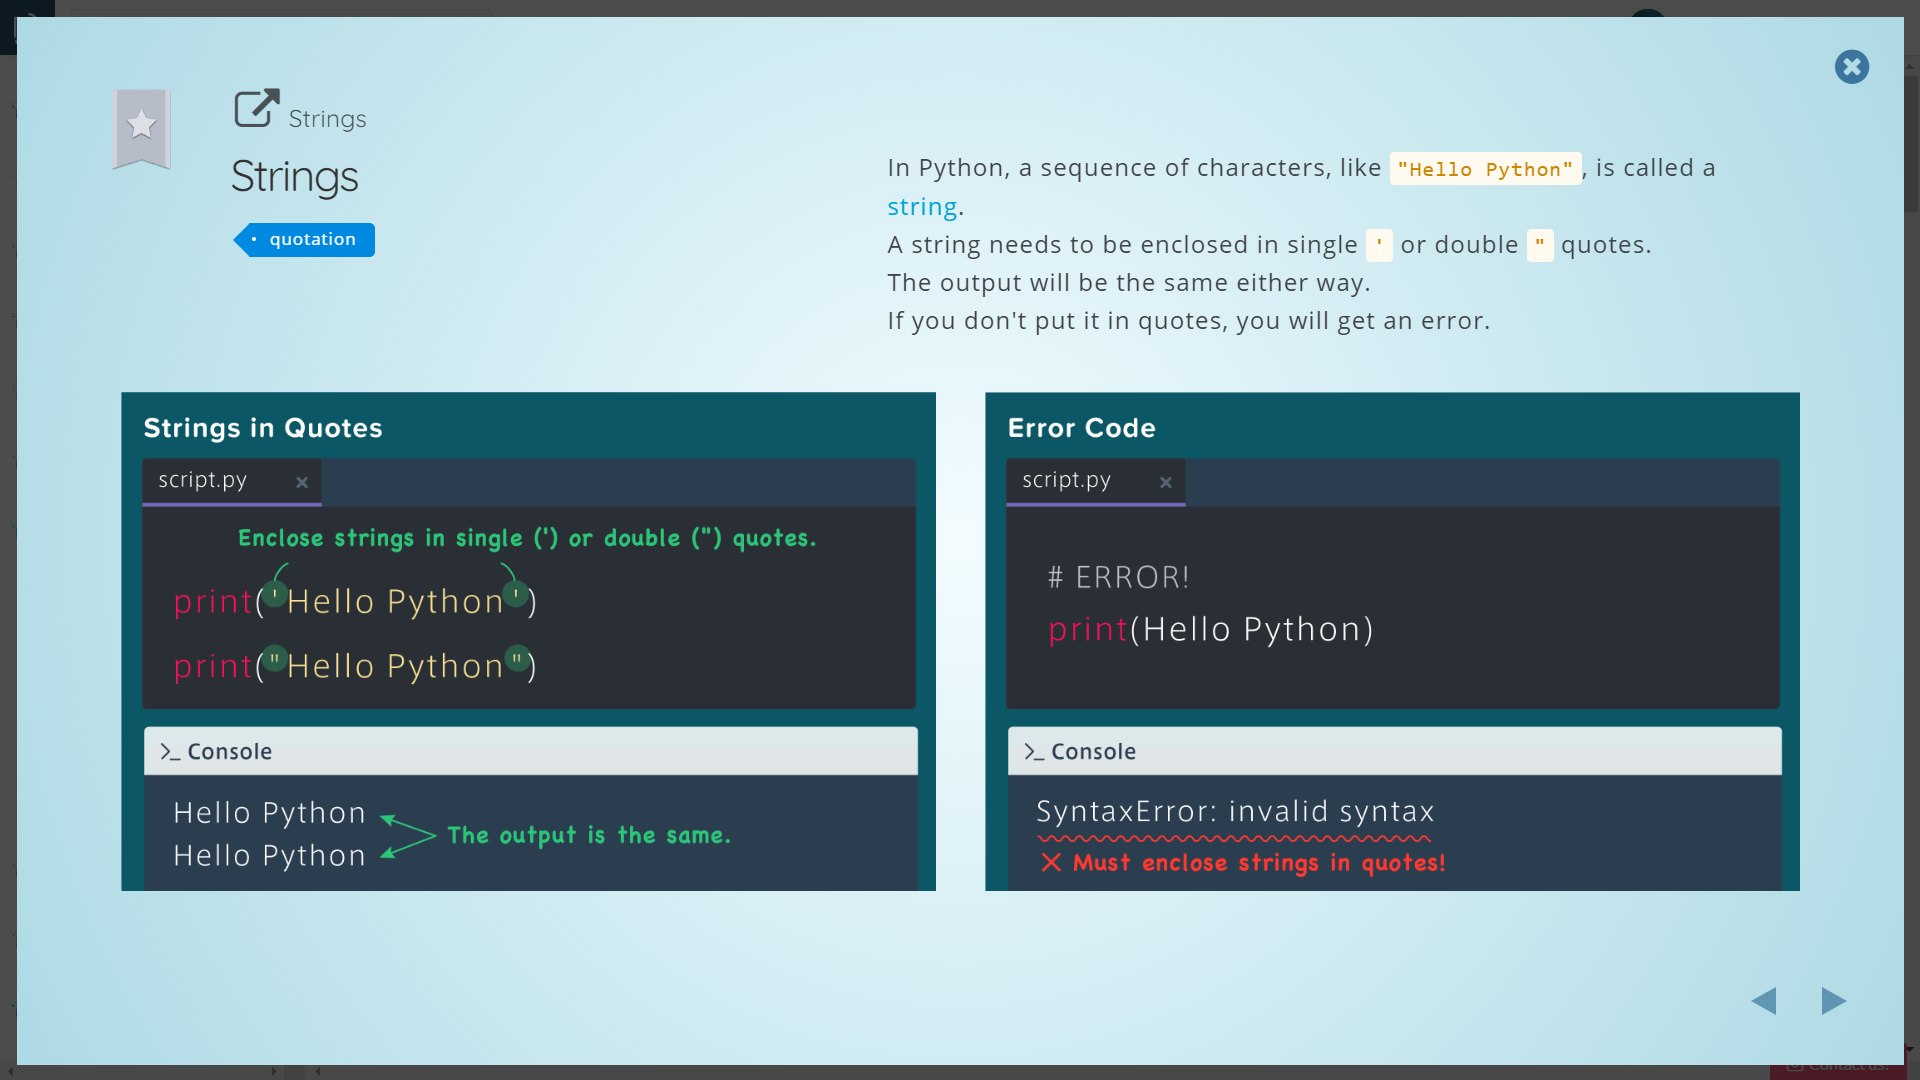 Strings
Strings
quotation
In Python, a sequence of characters, like "Hello Python", is called a
string.
A string needs to be enclosed in single ' or double " quotes.
The output will be the same either way.
If you don't put it in quotes, you will get an error.
Strings in Quotes
script.py
Enclose strings in single (') or double (") quotes.
print('Hello Python')
print("Hello Python")
>_ Console
Hello Python
Hello Python
The output is the same.
Error Code
script.py
# ERROR!
print(Hello Python)
>_ Console
SyntaxError: invalid syntax
Must enclose strings in quotes!
Contact us!